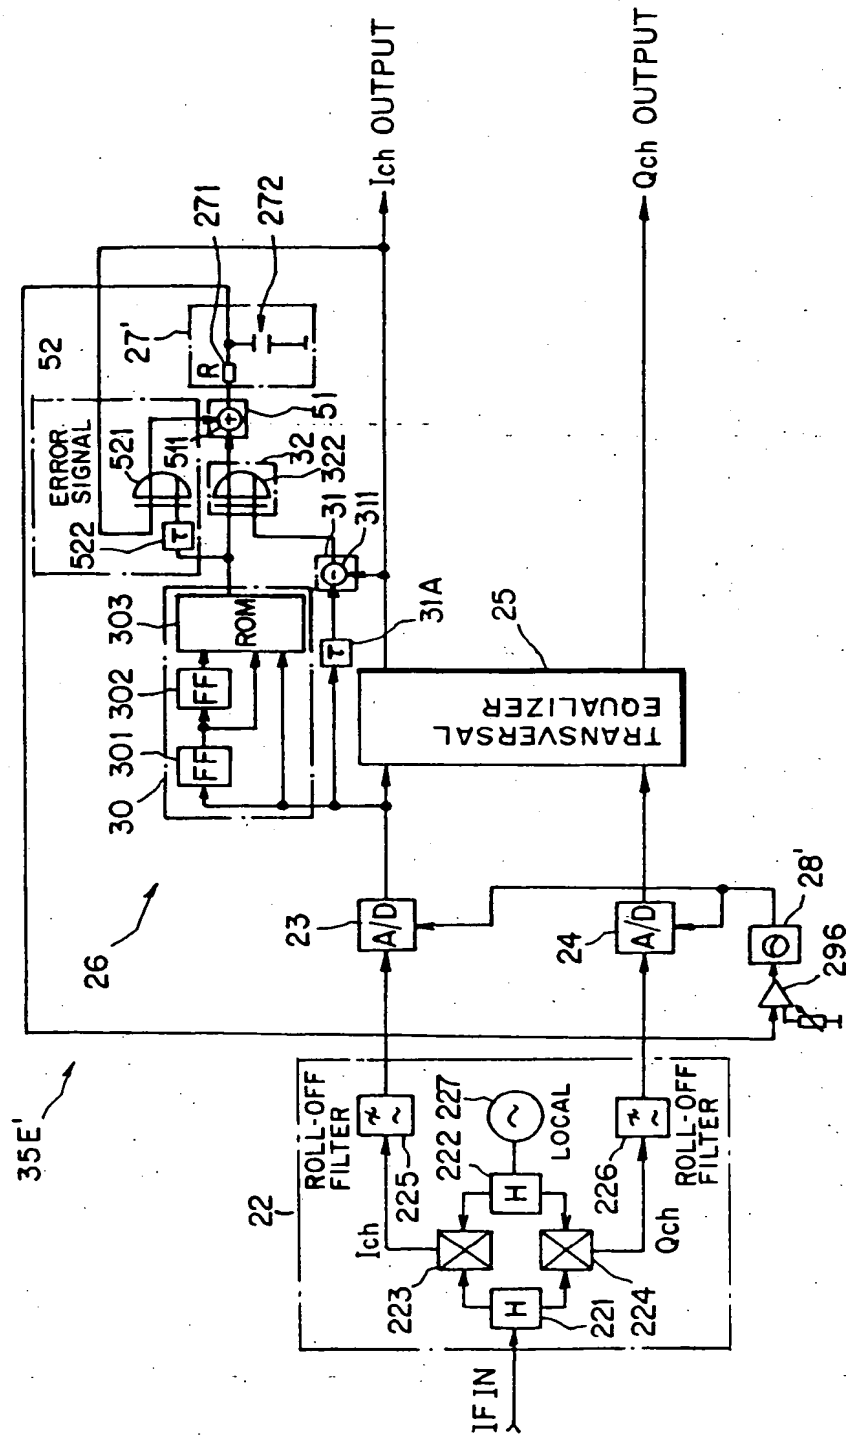 35E'
26
52
ERROR
SIGNAL
522
τ
521
511
+
51
27'
R
271
272
30
301
FF
302
FF
303
ROM
32
322
31
311
-
31A
τ
Ich OUTPUT
22
ROLL-OFF
FILTER
225
Ich
223
222
H
227
~
LOCAL
IF IN
H
221
224
Qch
226
ROLL-OFF
FILTER
23
A/D
24
A/D
28'
296
25
TRANSVERSAL
EQUALIZER
Qch OUTPUT